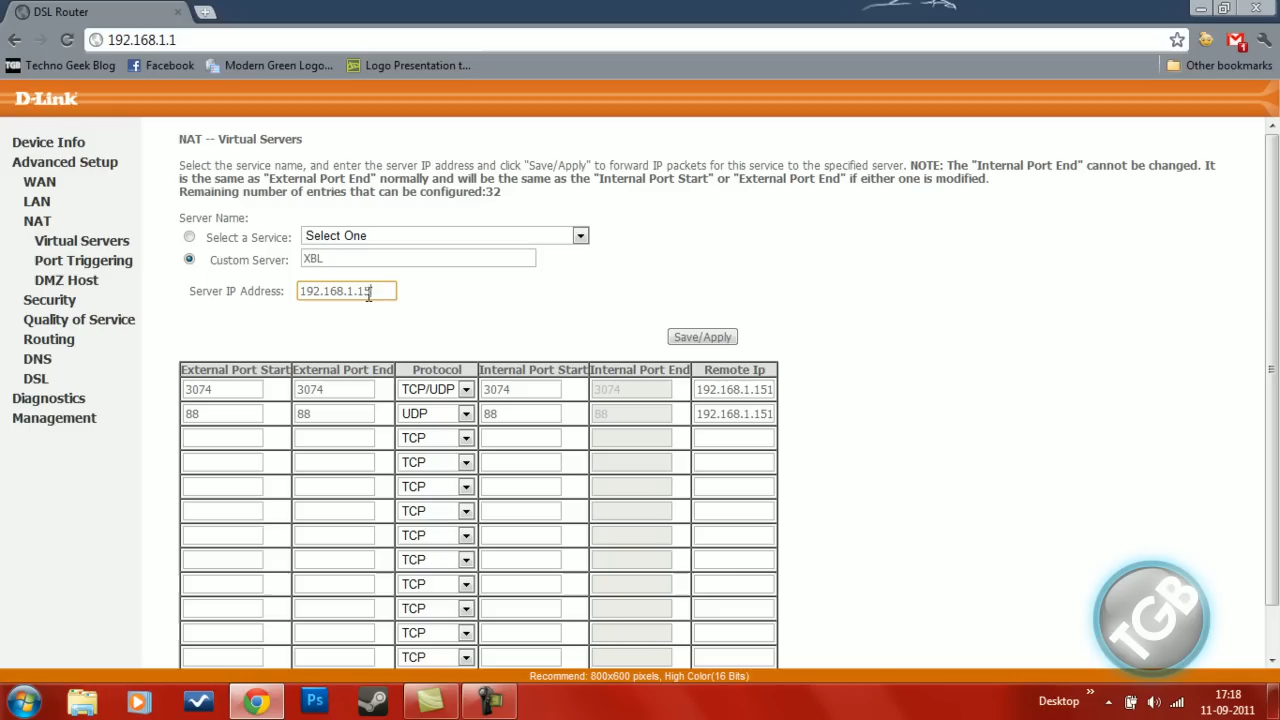 DSL Router
192.168.1.1
TGB Techno Geek Blog Facebook Modern Green Logo... Logo Presentation t... Other bookmarks
D-Link
Device Info
Advanced Setup
WAN
LAN
NAT
Virtual Servers
Port Triggering
DMZ Host
Security
Quality of Service
Routing
DNS
DSL
Diagnostics
Management
NAT -- Virtual Servers
Select the service name, and enter the server IP address and click "Save/Apply" to forward IP packets for this service to the specified server. NOTE: The "Internal Port End" cannot be changed. It
is the same as "External Port End" normally and will be the same as the "Internal Port Start" or "External Port End" if either one is modified.
Remaining number of entries that can be configured:32
Server Name:
Select a Service: Select One
Custom Server: XBL
Server IP Address: 192.168.1.15
Save/Apply
External Port Start External Port End Protocol Internal Port Start Internal Port End Remote Ip
3074 3074 TCP/UDP 3074 3074 192.168.1.151
88 88 UDP 88 88 192.168.1.151
TCP
TCP
TCP
TCP
TCP
TCP
TCP
TCP
TCP
TCP
TGB
Recommend: 800x600 pixels, High Color(16 Bits)
Ps
Desktop
17:18
11-09-2011